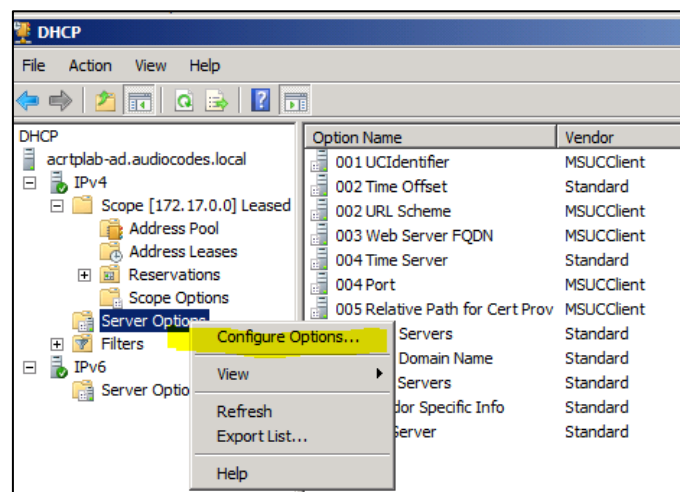 DHCP
File Action View Help
DHCP
acrtplab-ad.audiocodes.local
IPv4
Scope [172.17.0.0] Leased
Address Pool
Address Leases
Reservations
Scope Options
Server Options
Filters
IPv6
Server Optio
Option Name Vendor
001 UCIdentifier MSUCClient
002 Time Offset Standard
002 URL Scheme MSUCClient
003 Web Server FQDN MSUCClient
004 Time Server Standard
004 Port MSUCClient
005 Relative Path for Cert Prov MSUCClient
Servers Standard
Domain Name Standard
Servers Standard
dor Specific Info Standard
Server Standard
Configure Options...
View
Refresh
Export List...
Help